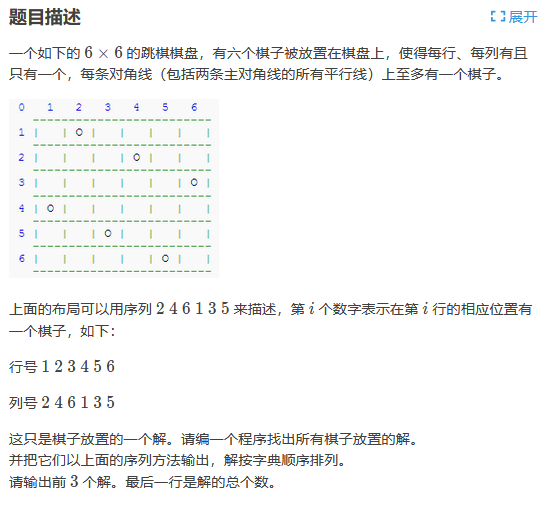 题目描述
展开
一个如下的 6 × 6 的跳棋棋盘，有六个棋子被放置在棋盘上，使得每行、每列有且
只有一个，每条对角线（包括两条主对角线的所有平行线）上至多有一个棋子。
0 1 2 3 4 5 6
-------------------------
1 | | O | | | | |
-------------------------
2 | | | | O | | |
-------------------------
3 | | | | | | O |
-------------------------
4 | O | | | | | |
-------------------------
5 | | | O | | | |
-------------------------
6 | | | | | O | |
-------------------------
上面的布局可以用序列 2 4 6 1 3 5 来描述，第 i 个数字表示在第 i 行的相应位置有
一个棋子，如下：
行号 1 2 3 4 5 6
列号 2 4 6 1 3 5
这只是棋子放置的一个解。请编一个程序找出所有棋子放置的解。
并把它们以上面的序列方法输出，解按字典顺序排列。
请输出前 3 个解。最后一行是解的总个数。